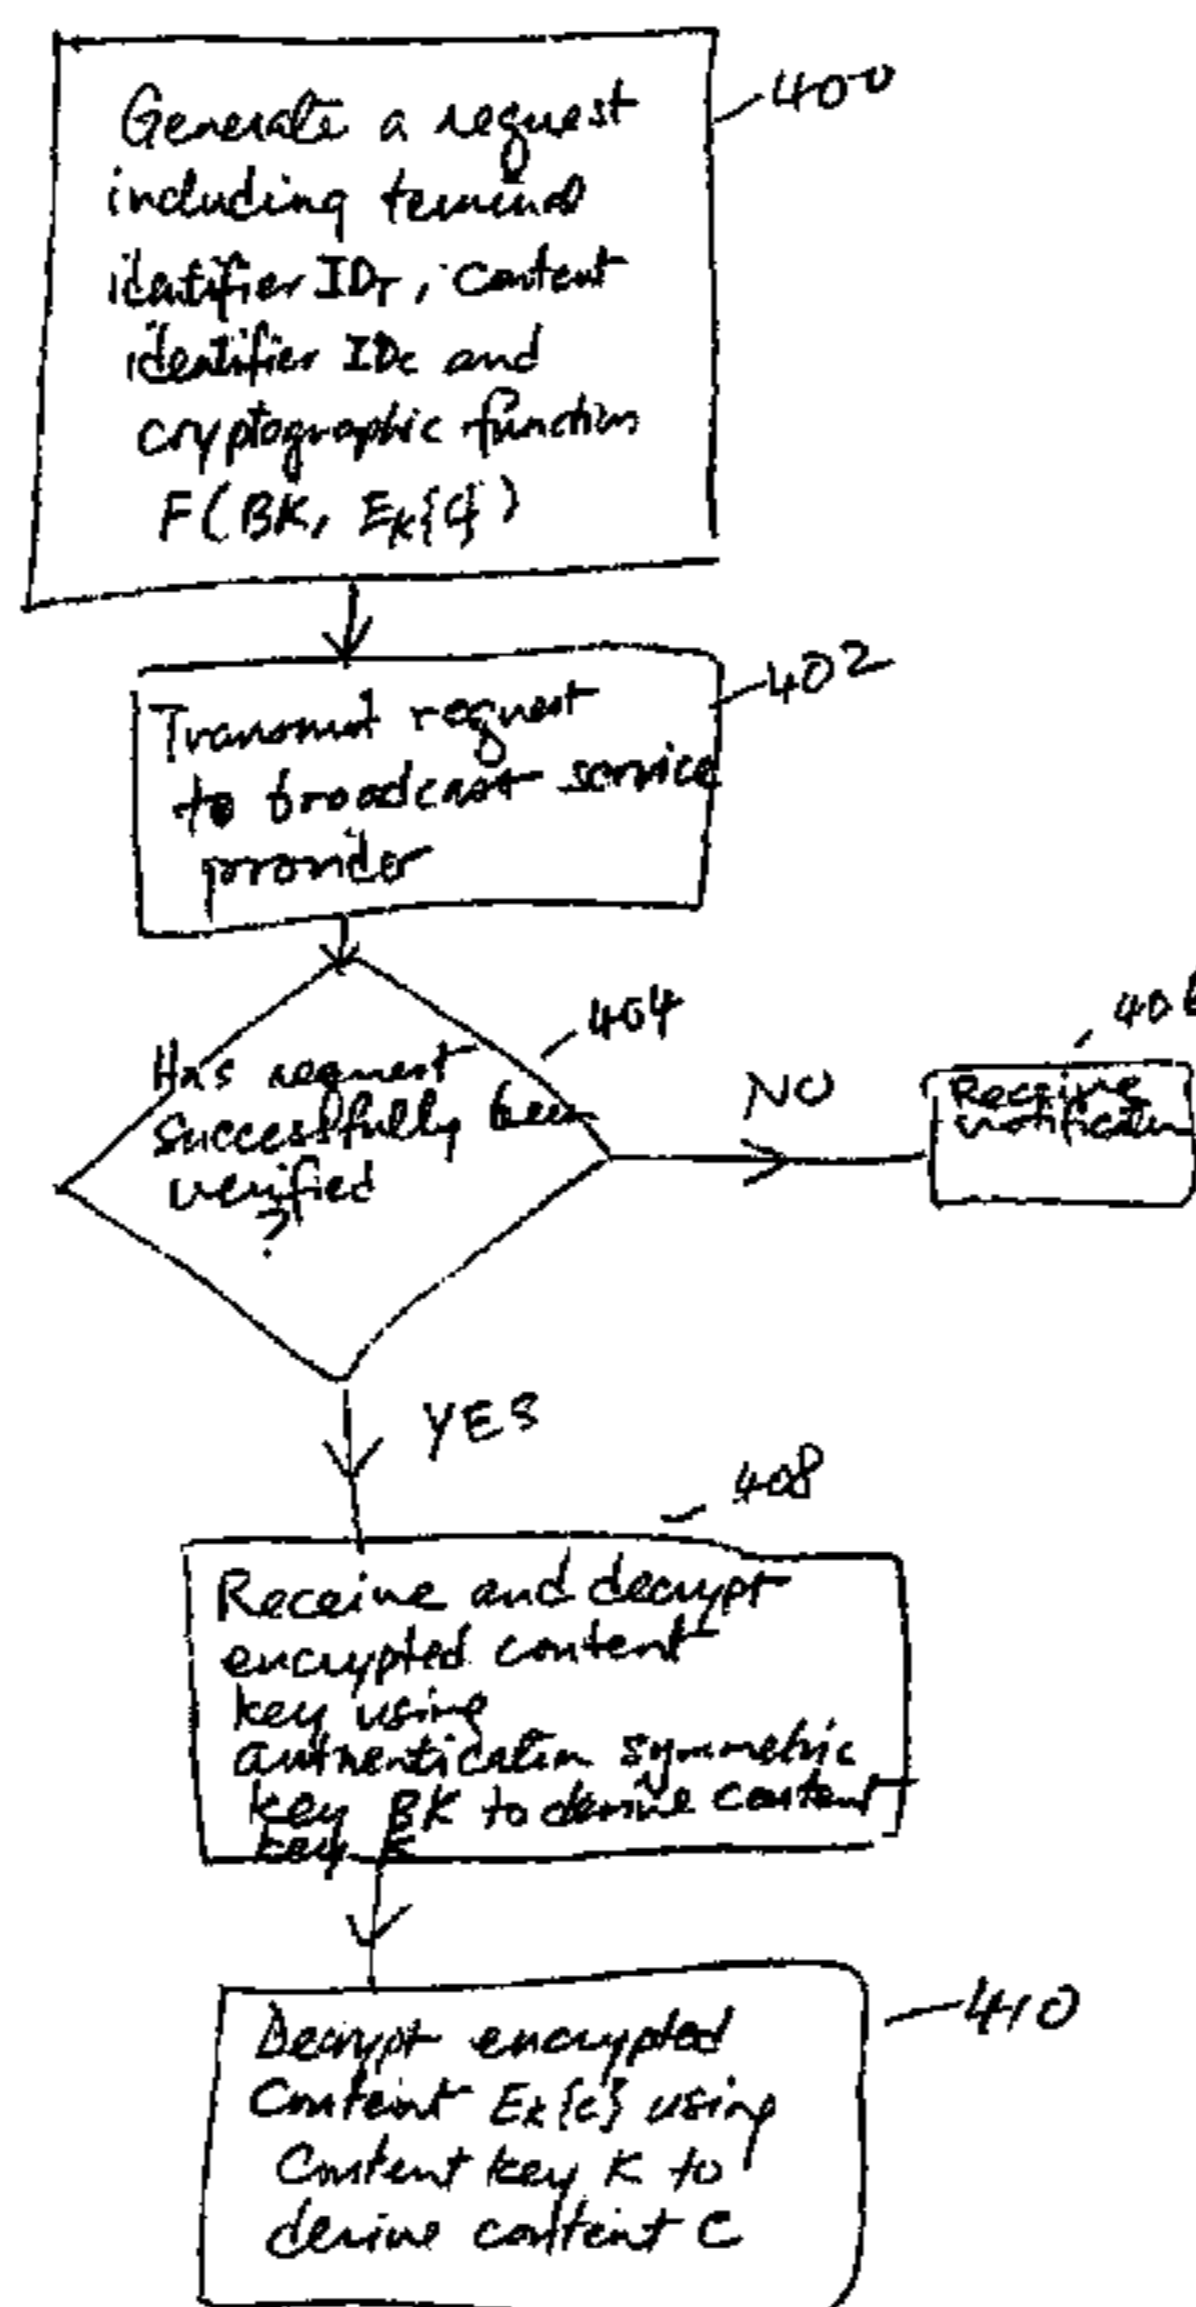 400
Generate a request
including terminal
identifier IDT, content
identifier IDc and
cryptographic function
F(BK, EK{C})
402
Transmit request
to broadcast service
provider
404
Has request
successfully been
verified
?
NO
406
Receive
notification
YES
408
Receive and decrypt
encrypted content
key using
authentication symmetric
key BK to derive content
key K
410
Decrypt encrypted
Content EK{c} using
Content key K to
derive content C